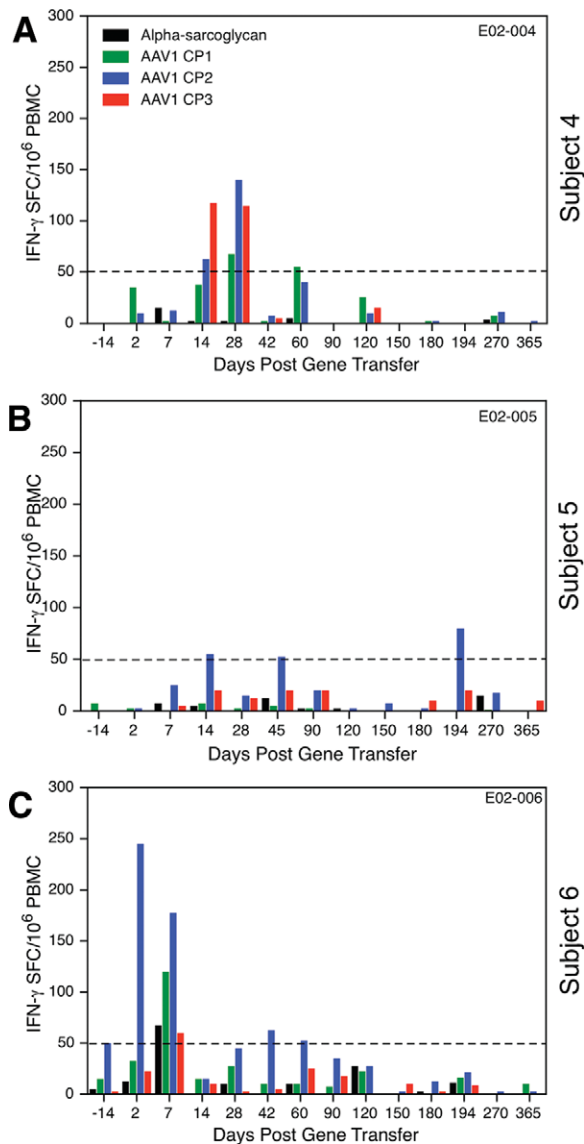 A
E02-004
Alpha-sarcoglycan
AAV1 CP1
AAV1 CP2
AAV1 CP3
300
250
200
150
100
50
0
IFN-γ SFC/10⁶ PBMC
-14 2 7 14 28 42 60 90 120 150 180 194 270 365
Days Post Gene Transfer
Subject 4
B
E02-005
300
250
200
150
100
50
0
IFN-γ SFC/10⁶ PBMC
-14 2 7 14 28 45 60 90 120 150 180 194 270 365
Days Post Gene Transfer
Subject 5
C
E02-006
300
250
200
150
100
50
0
IFN-γ SFC/10⁶ PBMC
-14 2 7 14 28 42 60 90 120 150 180 194 270 365
Days Post Gene Transfer
Subject 6